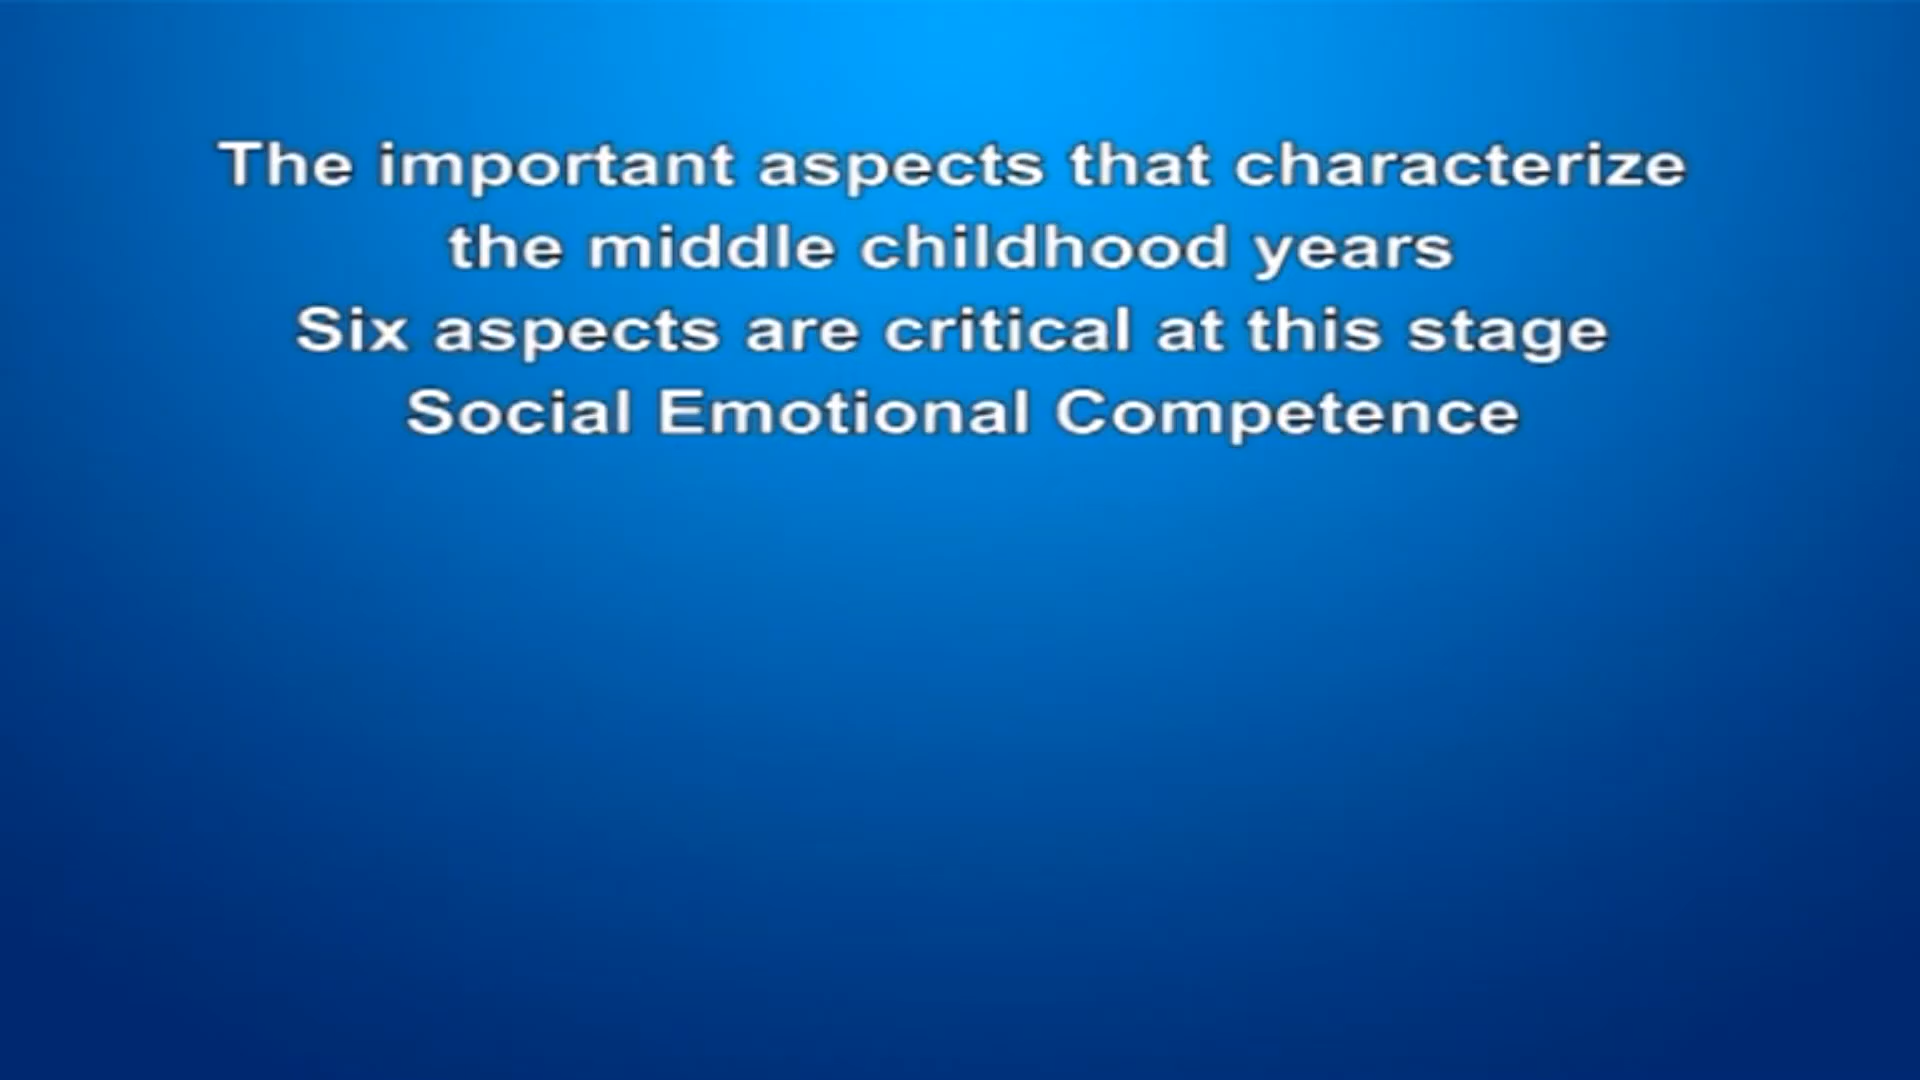 The important aspects that characterize
the middle childhood years
Six aspects are critical at this stage
Social Emotional Competence